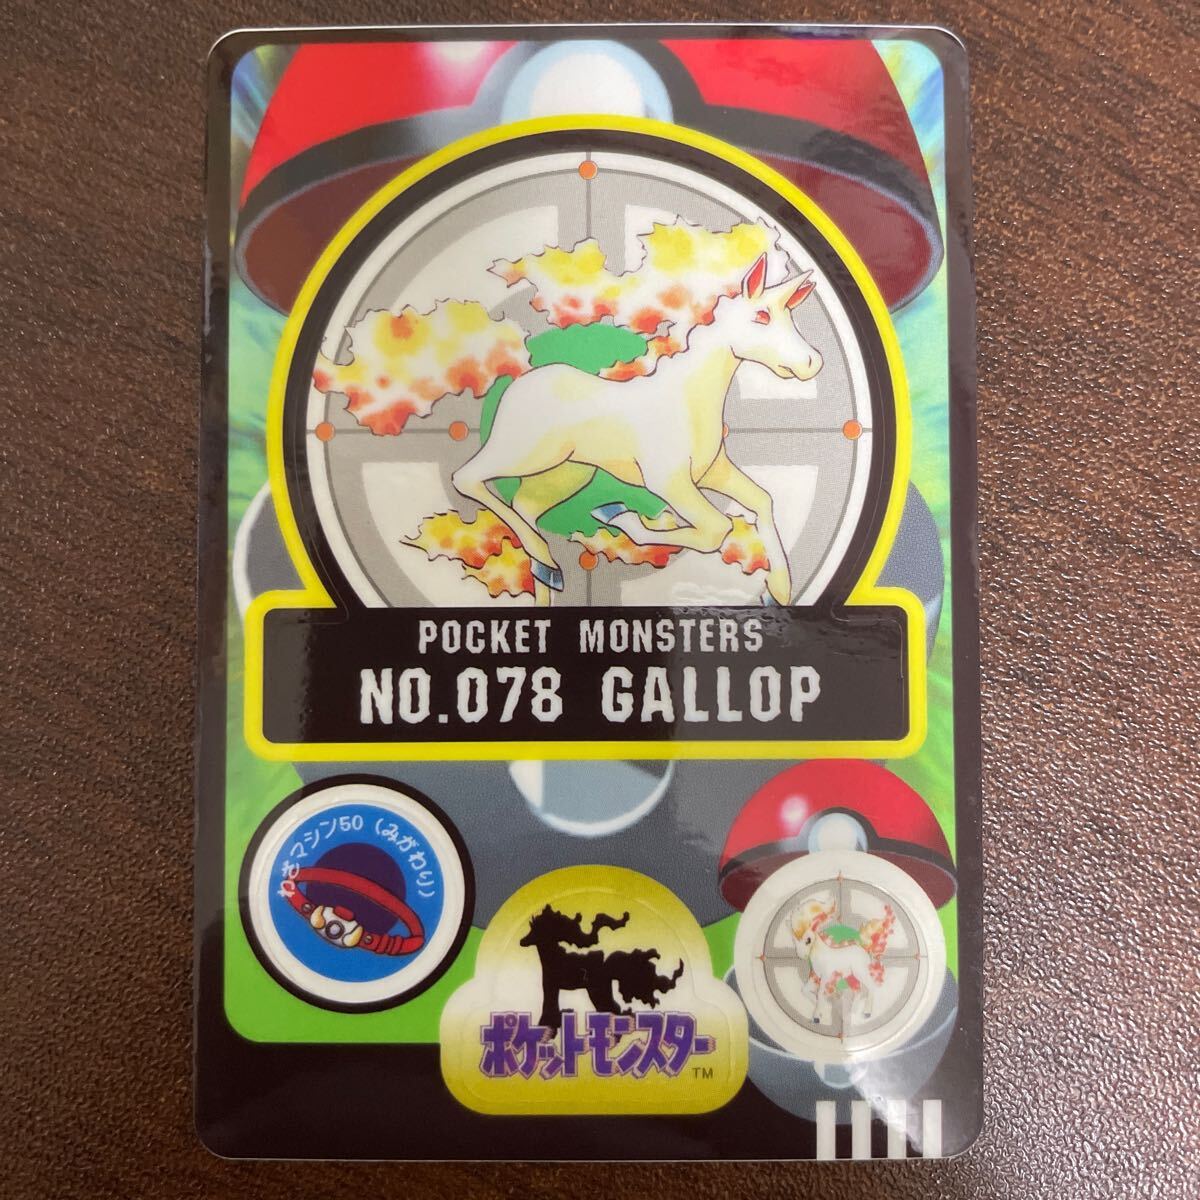 POCKET MONSTERS
NO.078 GALLOP
わざマシン50（みがわり）
ポケットモンスター
TM